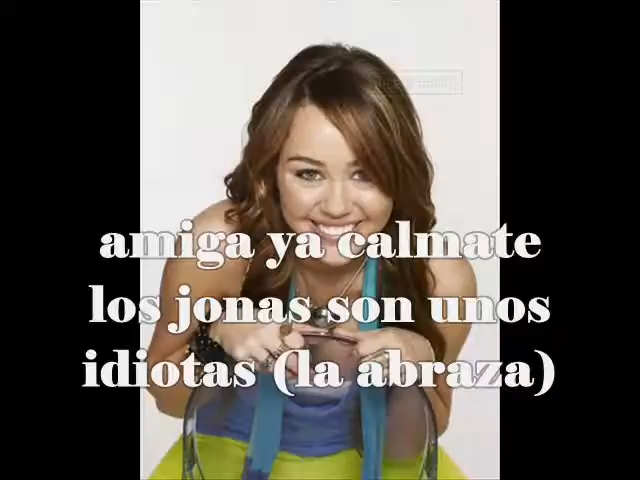 amiga ya calmate
los jonas son unos
idiotas (la abraza)